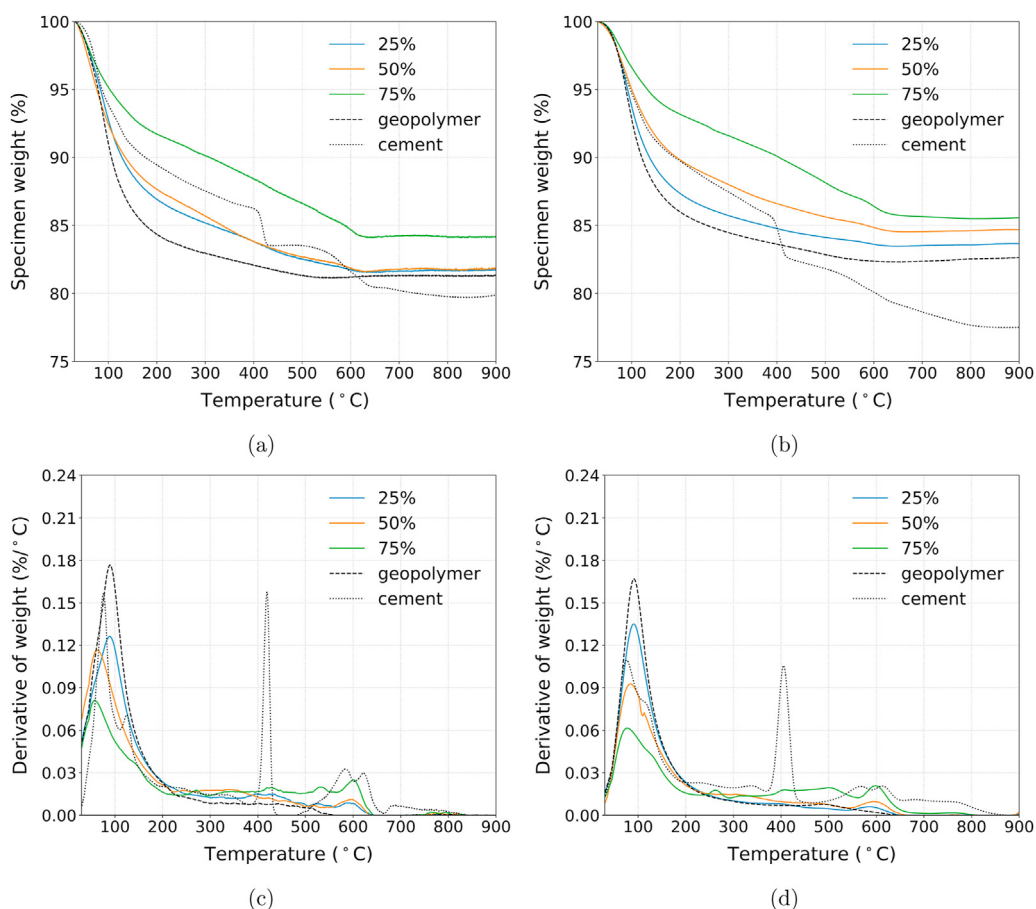 100
95
90
85
80
75
Specimen weight (%)
25%
50%
75%
geopolymer
cement
100 200 300 400 500 600 700 800 900
Temperature (°C)
(a)
100
95
90
85
80
75
Specimen weight (%)
25%
50%
75%
geopolymer
cement
100 200 300 400 500 600 700 800 900
Temperature (°C)
(b)
0.24
0.21
0.18
0.15
0.12
0.09
0.06
0.03
0.00
Derivative of weight (%/°C)
25%
50%
75%
geopolymer
cement
100 200 300 400 500 600 700 800 900
Temperature (°C)
(c)
0.24
0.21
0.18
0.15
0.12
0.09
0.06
0.03
0.00
Derivative of weight (%/°C)
25%
50%
75%
geopolymer
cement
100 200 300 400 500 600 700 800 900
Temperature (°C)
(d)